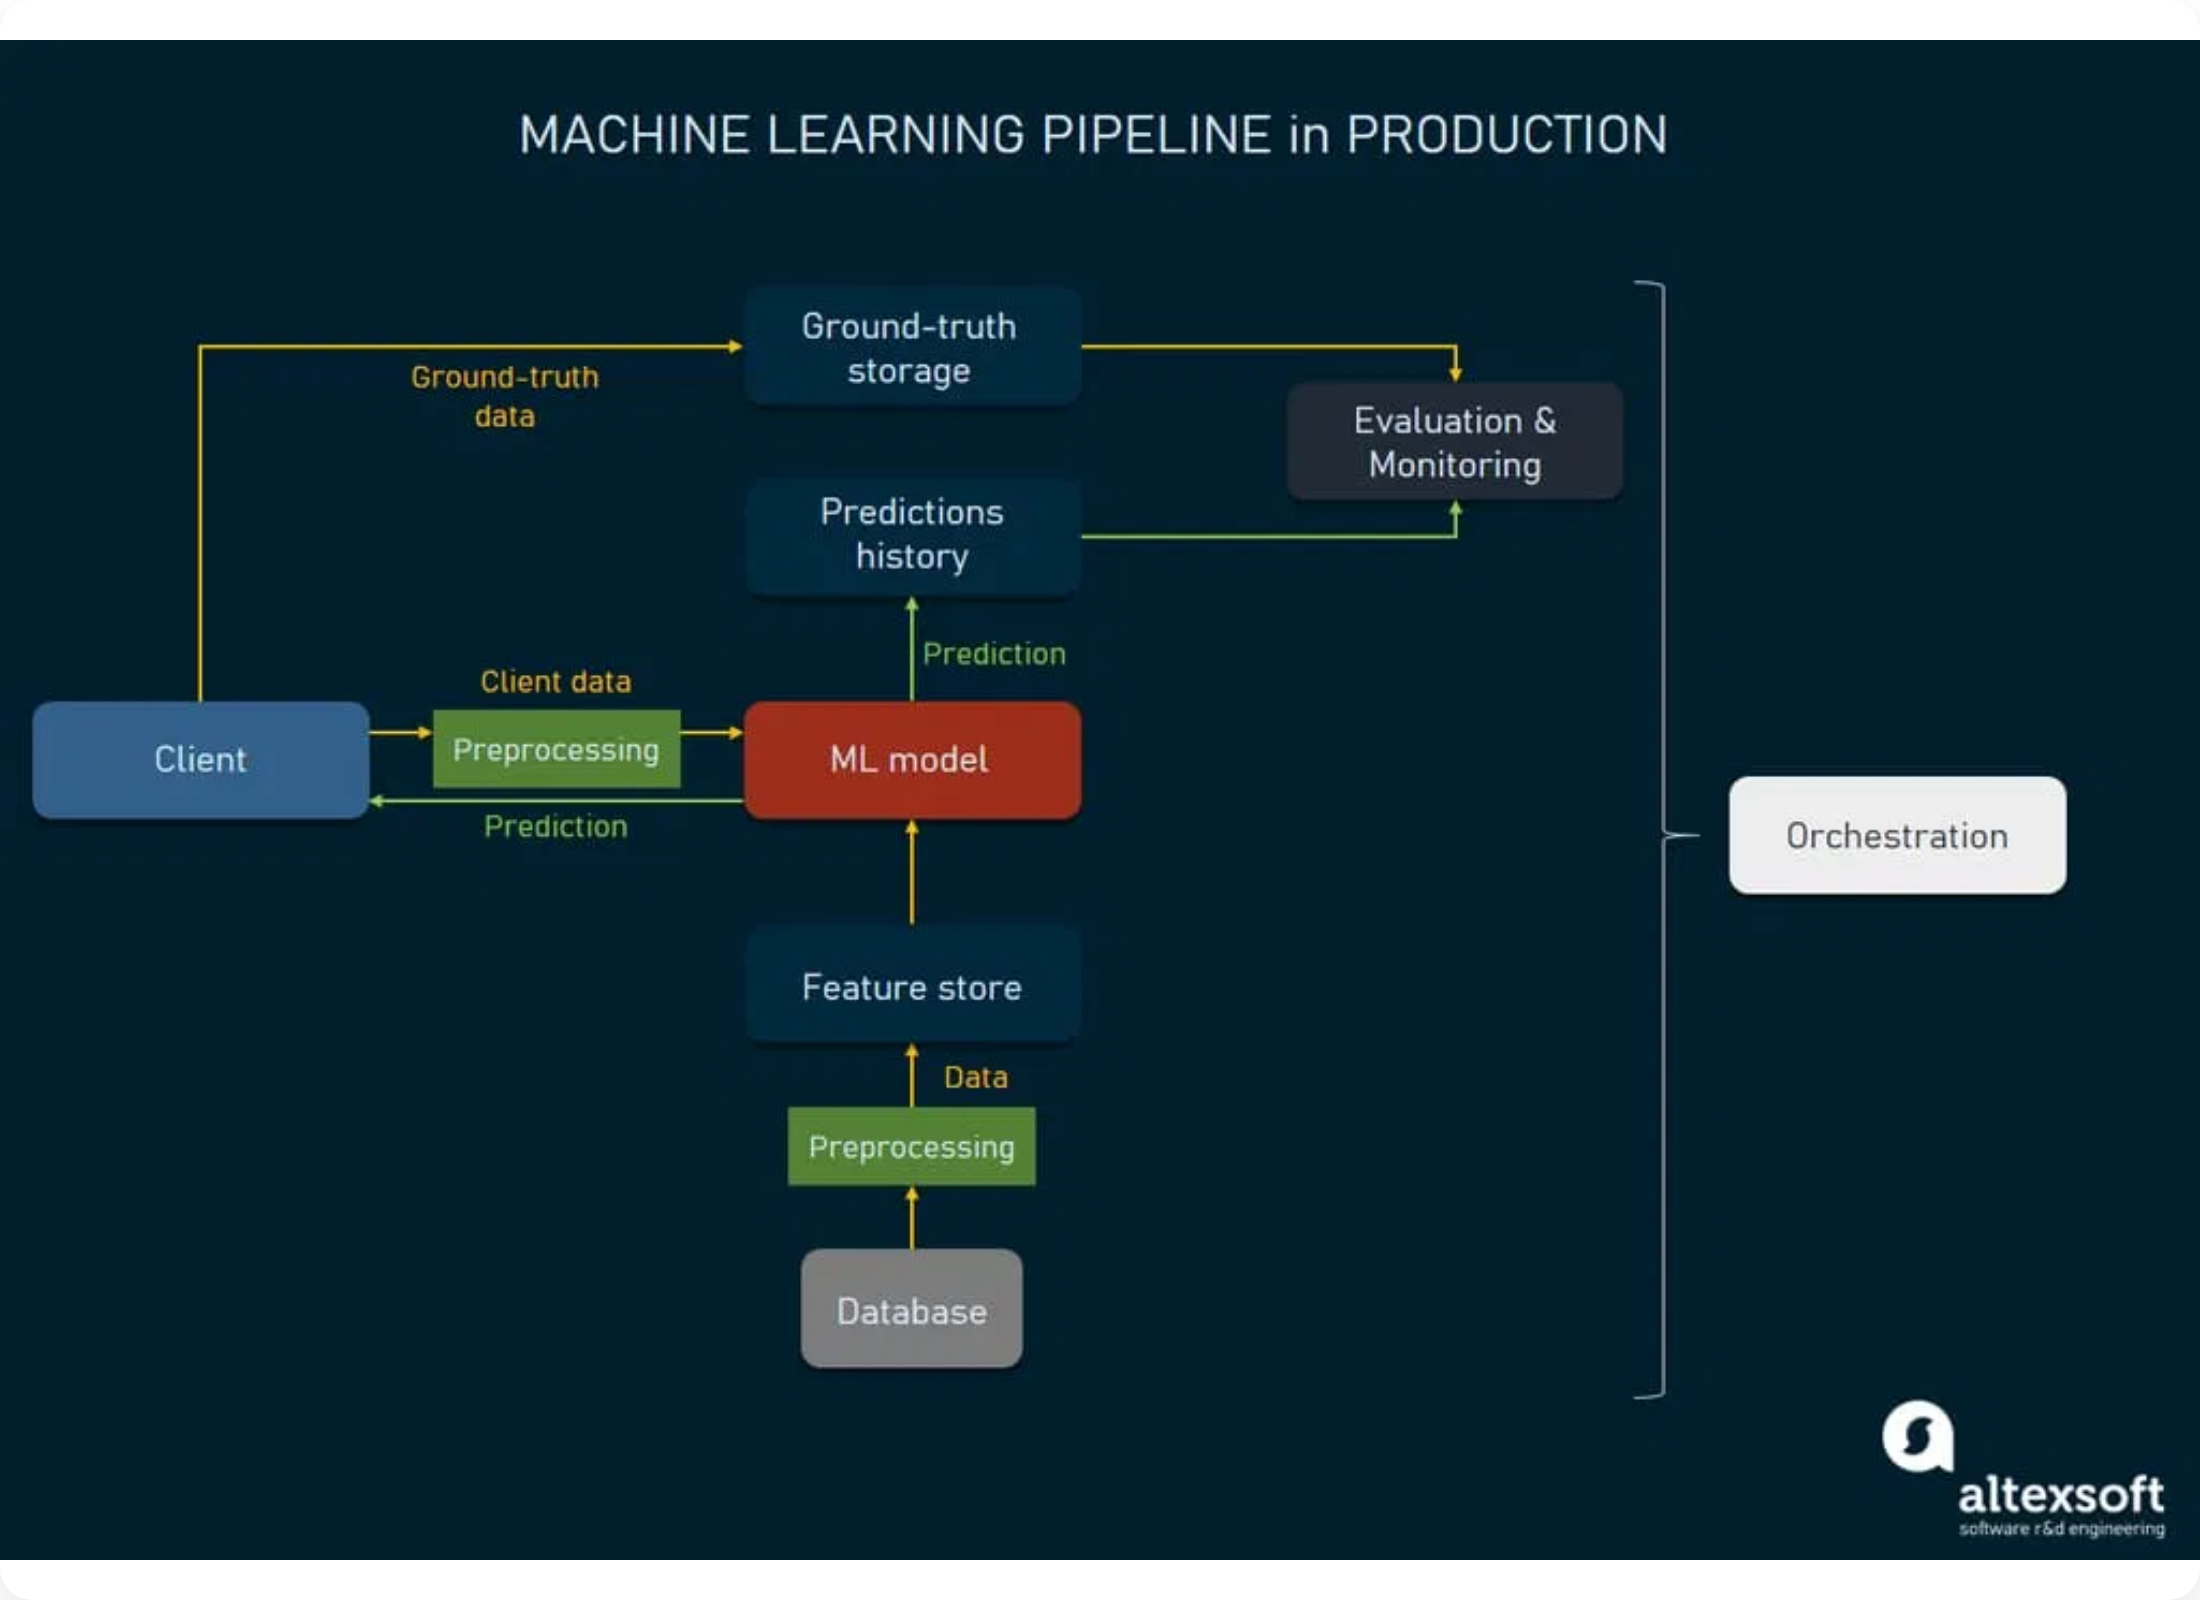 MACHINE LEARNING PIPELINE in PRODUCTION
Ground-truth
storage
Ground-truth
data
Evaluation &
Monitoring
Predictions
history
Prediction
Client data
Client
Preprocessing
ML model
Prediction
Orchestration
Feature store
Data
Preprocessing
Database
altexsoft
software r&d engineering